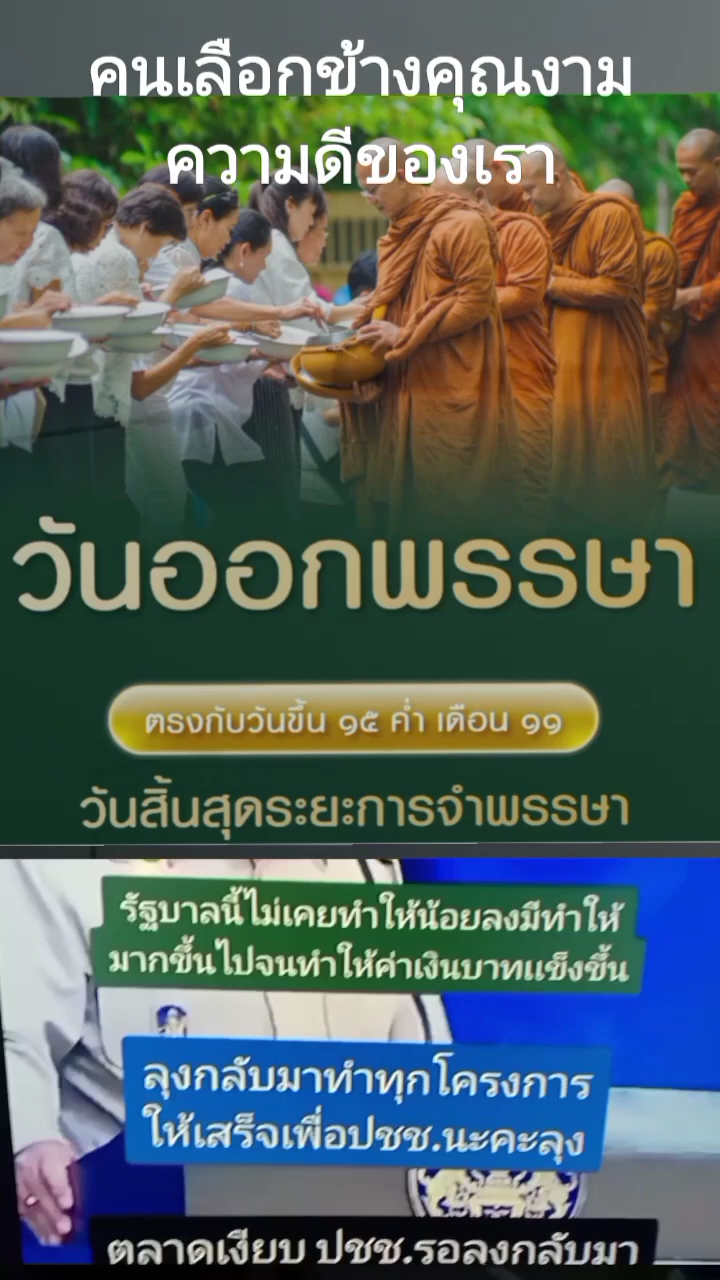 คนเลือกข้างคุณงาม
ความดีของเรา
วันออกพรรษา
ตรงกับวันขึ้น ๑๕ ค่ำ เดือน ๑๑
วันสิ้นสุดระยะการจำพรรษา
รัฐบาลนี้ไม่เคยทำให้น้อยลงมีทำให้
มากขึ้นไปจนทำให้ค่าเงินบาทแข็งขึ้น
ลุงกลับมาทำทุกโครงการ
ให้เสร็จเพื่อปชช.นะคะลุง
ตลาดเงียบ ปชช.รอลงกลับมา